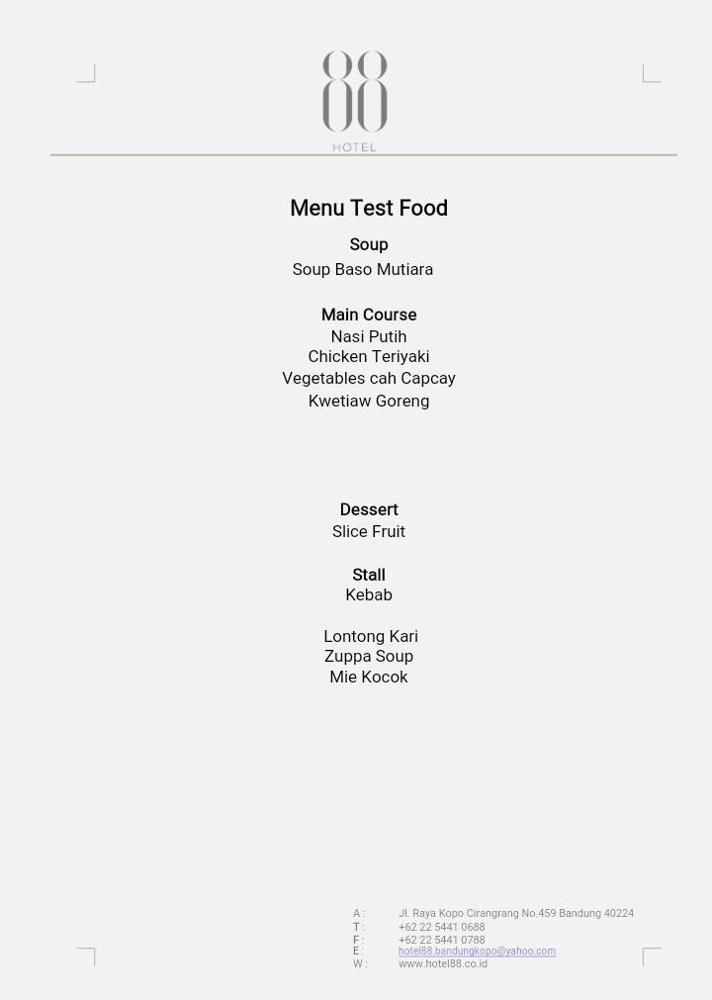 88
HOTEL
Menu Test Food
Soup
Soup Baso Mutiara
Main Course
Nasi Putih
Chicken Teriyaki
Vegetables cah Capcay
Kwetiaw Goreng
Dessert
Slice Fruit
Stall
Kebab
Lontong Kari
Zuppa Soup
Mie Kocok
A : Jl. Raya Kopo Cirangrang No.459 Bandung 40224
T : +62 22 5441 0688
F : +62 22 5441 0788
E : hotel88.bandungkopo@yahoo.com
W : www.hotel88.co.id